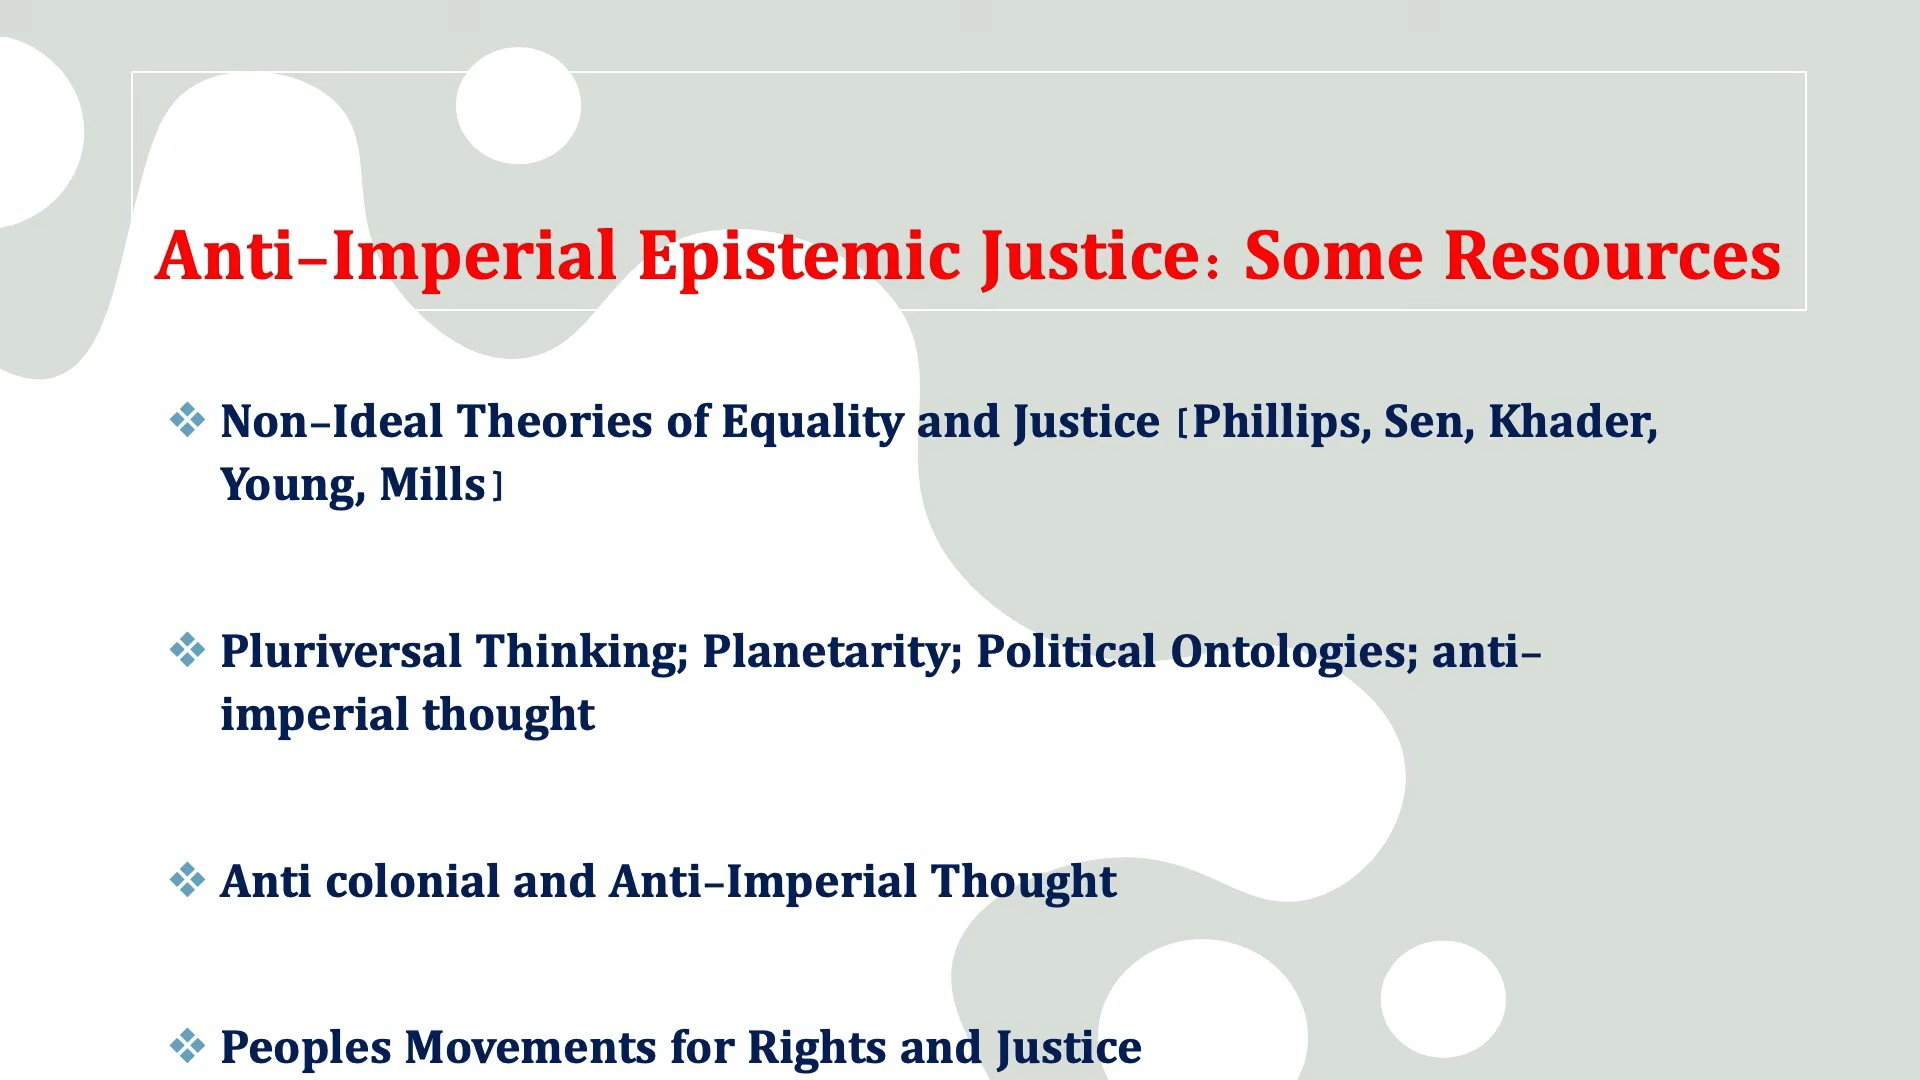 Anti-Imperial Epistemic Justice: Some Resources
❖ Non-Ideal Theories of Equality and Justice [Phillips, Sen, Khader,
Young, Mills]
❖ Pluriversal Thinking; Planetarity; Political Ontologies; anti-
imperial thought
❖ Anti colonial and Anti-Imperial Thought
❖ Peoples Movements for Rights and Justice